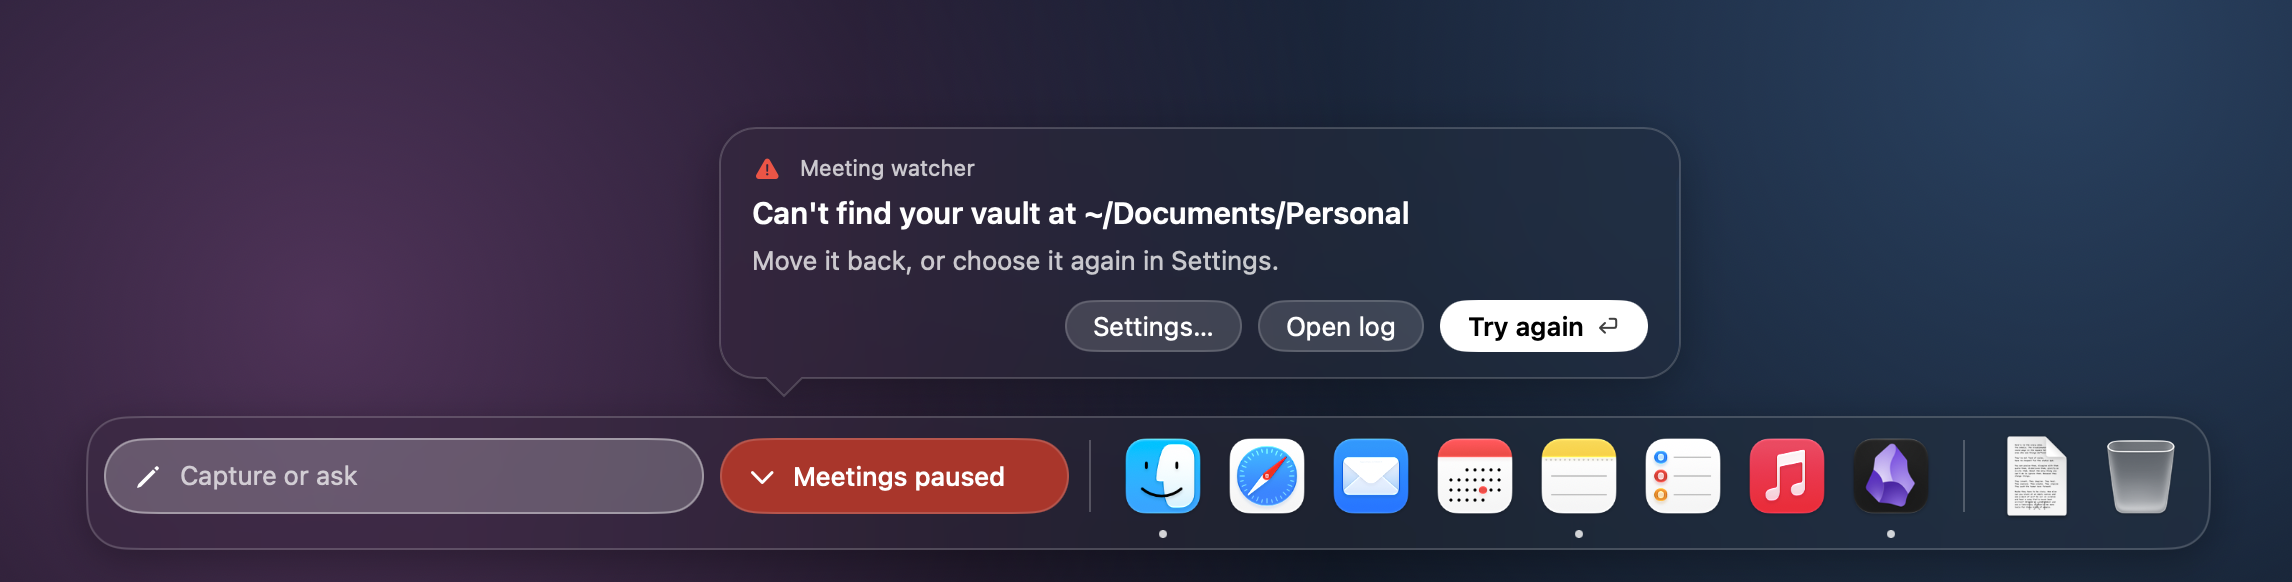 Meeting watcher
Can't find your vault at ~/Documents/Personal
Move it back, or choose it again in Settings.
Settings...
Open log
Try again
Capture or ask
Meetings paused